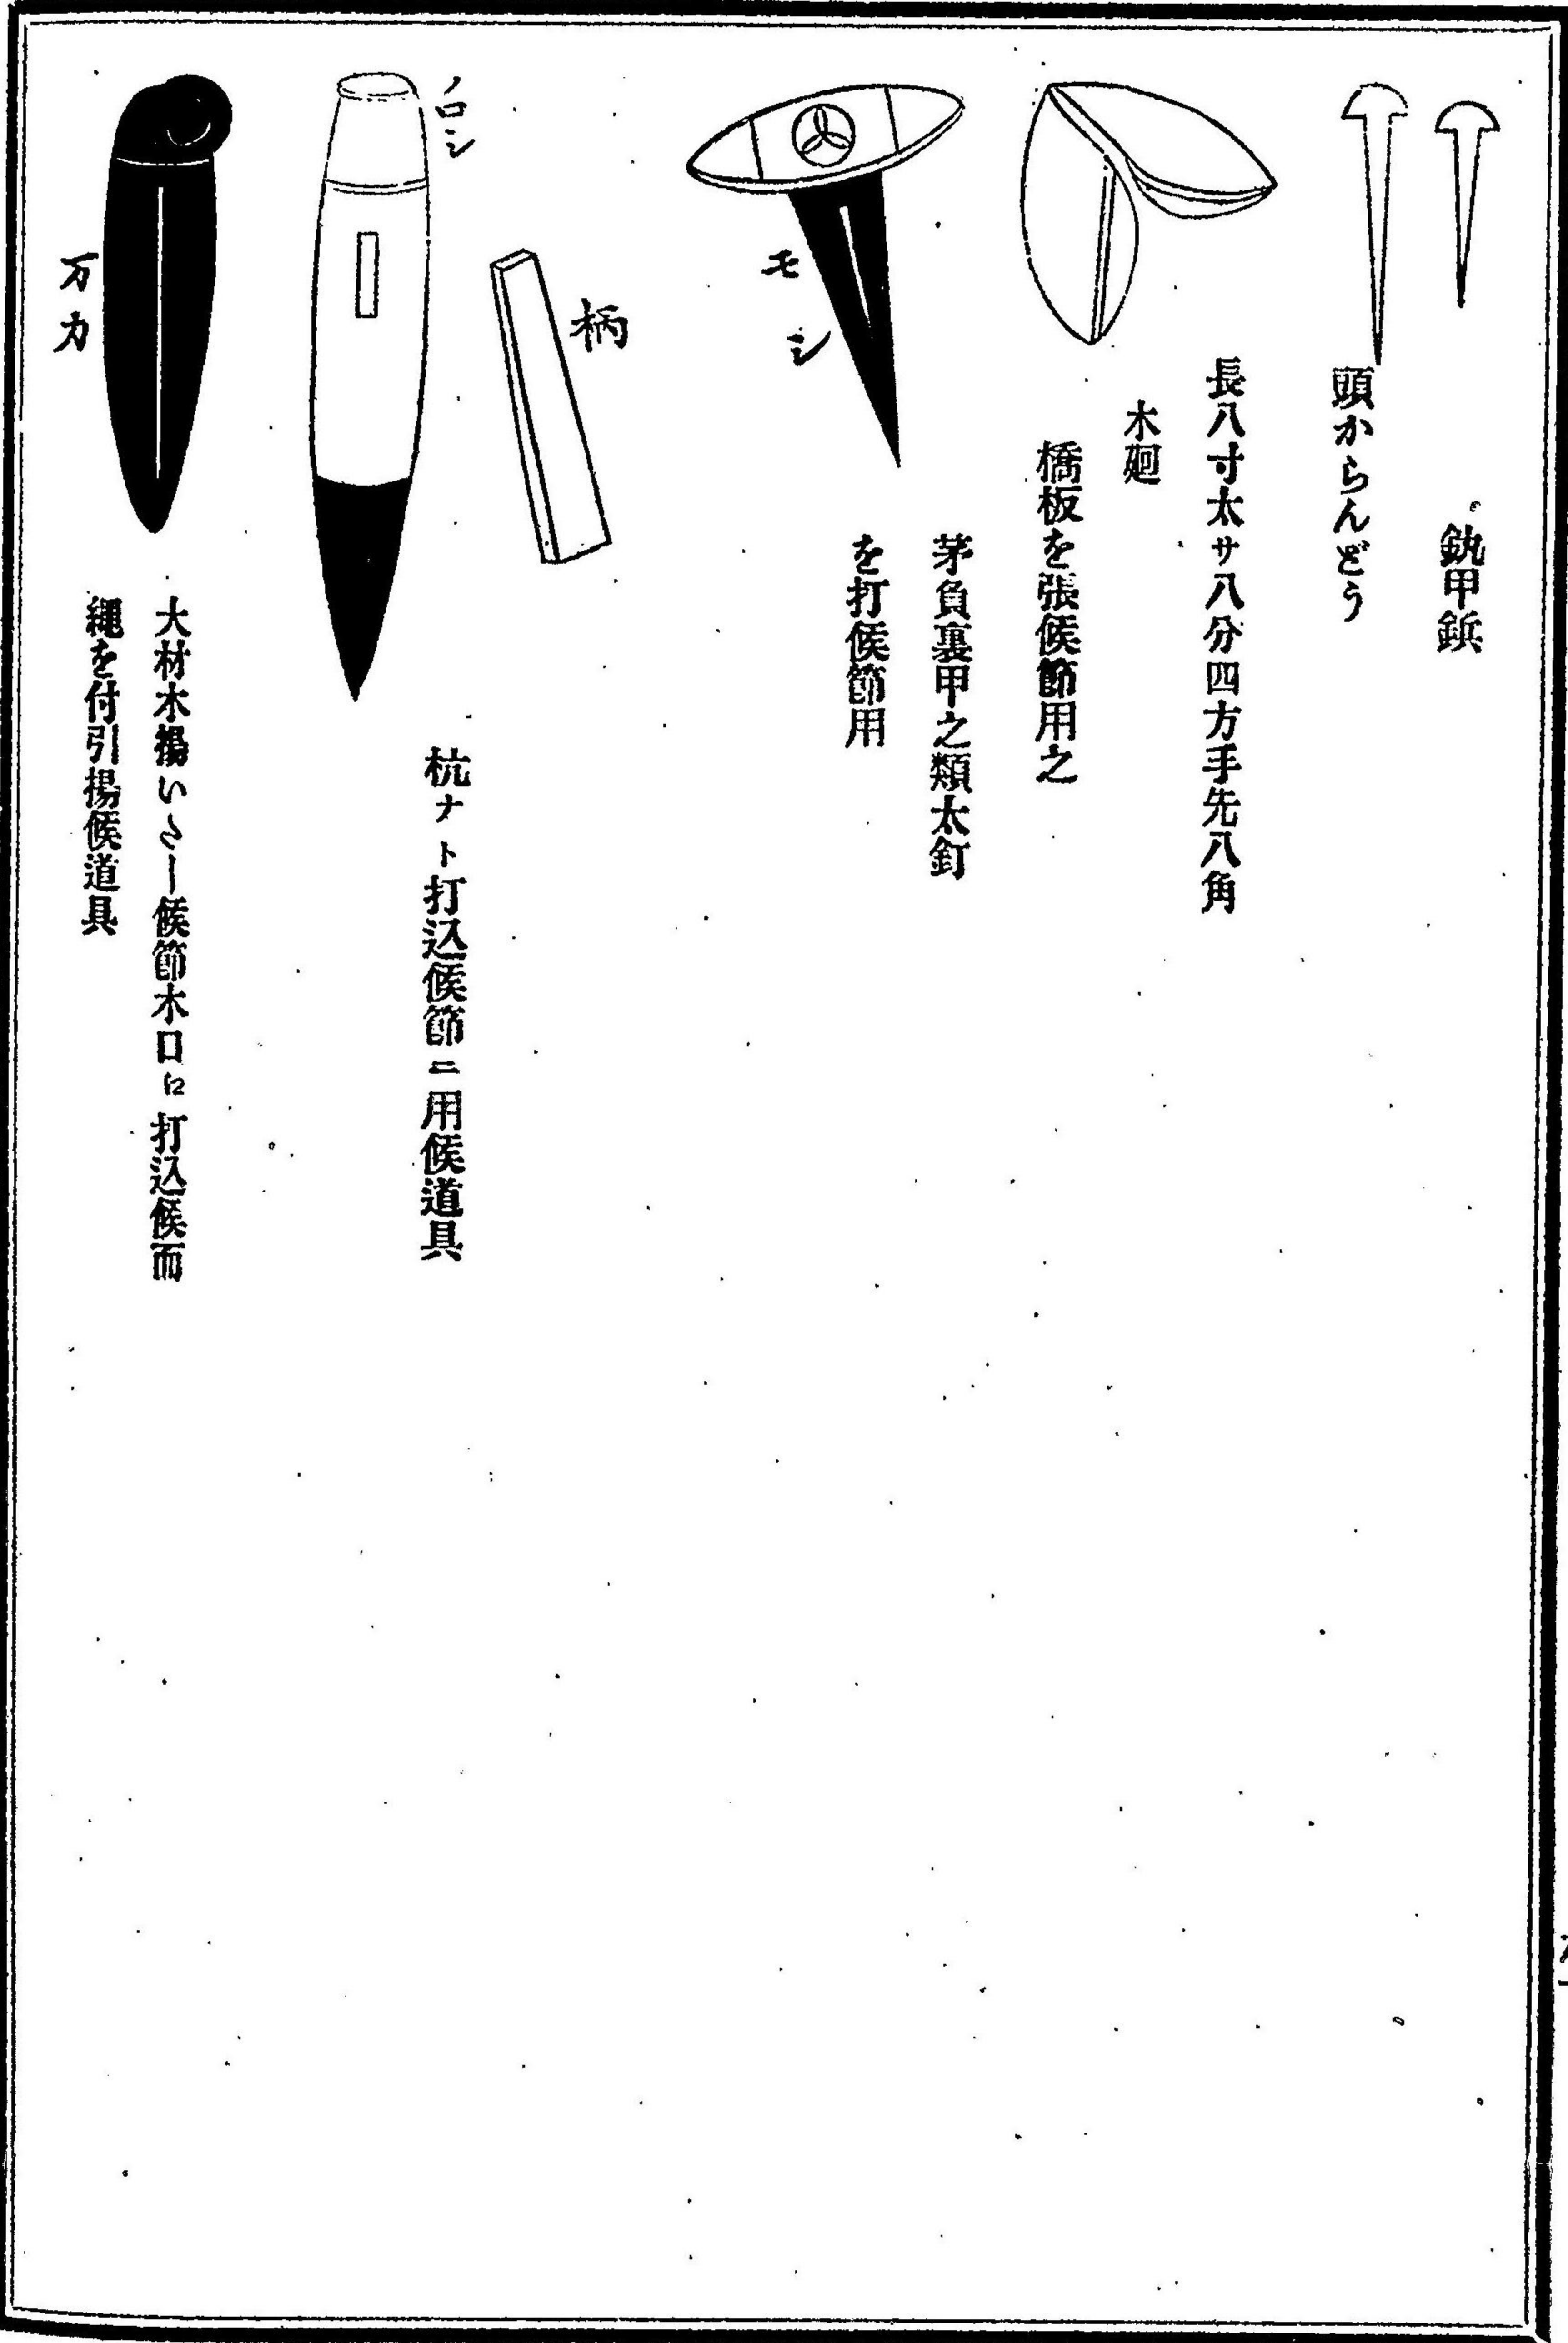 釻甲鋲
頭からんどう
長八寸太サ八分四方手先八角
木廻
橋板を張候節用之
モシ
茅負裏甲之類太釘
を打候節用
柄
ノロシ
杭ナト打込候節ニ用候道具
万力
大材木揚いたし候節木口に打込候而
縄を付引揚候道具